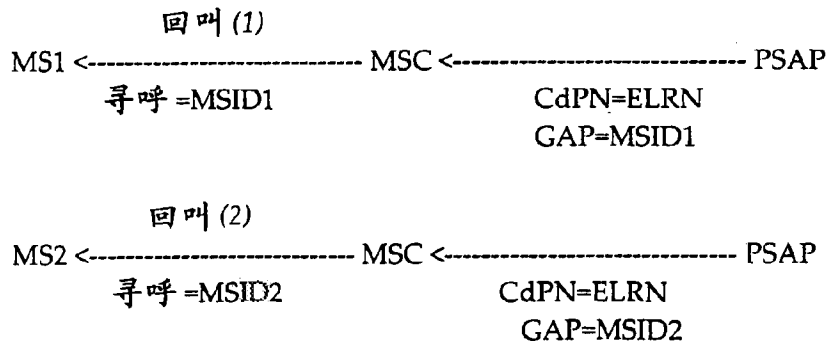 回叫 (1)
MS1 <------------------------------ MSC <-------------------------------- PSAP
寻呼 =MSID1 CdPN=ELRN
GAP=MSID1
回叫 (2)
MS2 <----------------------------- MSC <-------------------------------- PSAP
寻呼 =MSID2 CdPN=ELRN
GAP=MSID2